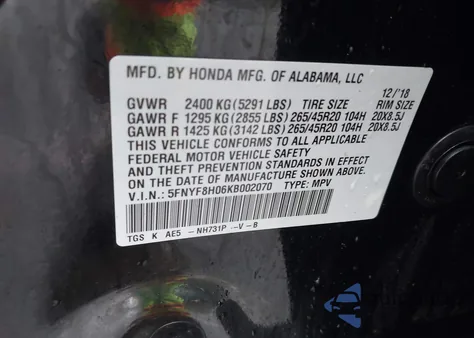 MFD. BY HONDA MFG. OF ALABAMA, LLC
12/'18
GVWR 2400 KG(5291 LBS) TIRE SIZE RIM SIZE
GAWR F 1295 KG(2855 LBS)265/45R20 104H 20X8.5J
GAWR R 1425 KG(3142 LBS)265/45R20 104H 20X8.5J
THIS VEHICLE CONFORMS TO ALL APPLICABLE
FEDERAL MOTOR VEHICLE SAFETY
AND THEFT PREVENTION STANDARDS IN EFFECT
ON THE DATE OF MANUFACTURE SHOWN ABOVE.
V.I.N.: 5FNYF8H06KB002070 TYPE: MPV
TGS K AE5 -NH731P -V-B